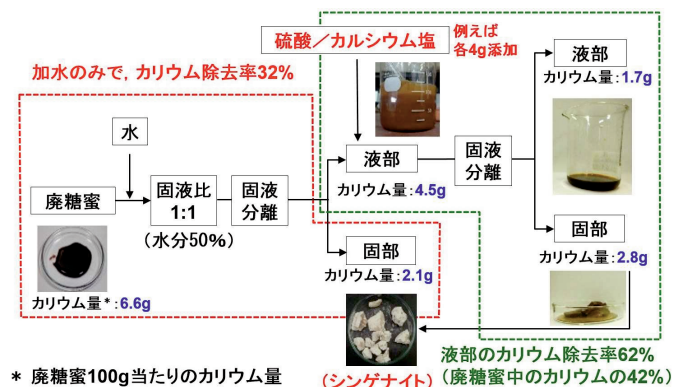 加水のみで，カリウム除去率32%
硫酸／カルシウム塩
例えば
各4g添加
水
廃糖蜜
カリウム量*：6.6g
固液比
1:1
（水分50%）
固液
分離
液部
カリウム量：4.5g
固部
カリウム量：2.1g
（シンゲナイト）
固液
分離
液部
カリウム量：1.7g
固部
カリウム量：2.8g
液部のカリウム除去率62%
（廃糖蜜中のカリウムの42%）
* 廃糖蜜100g当たりのカリウム量